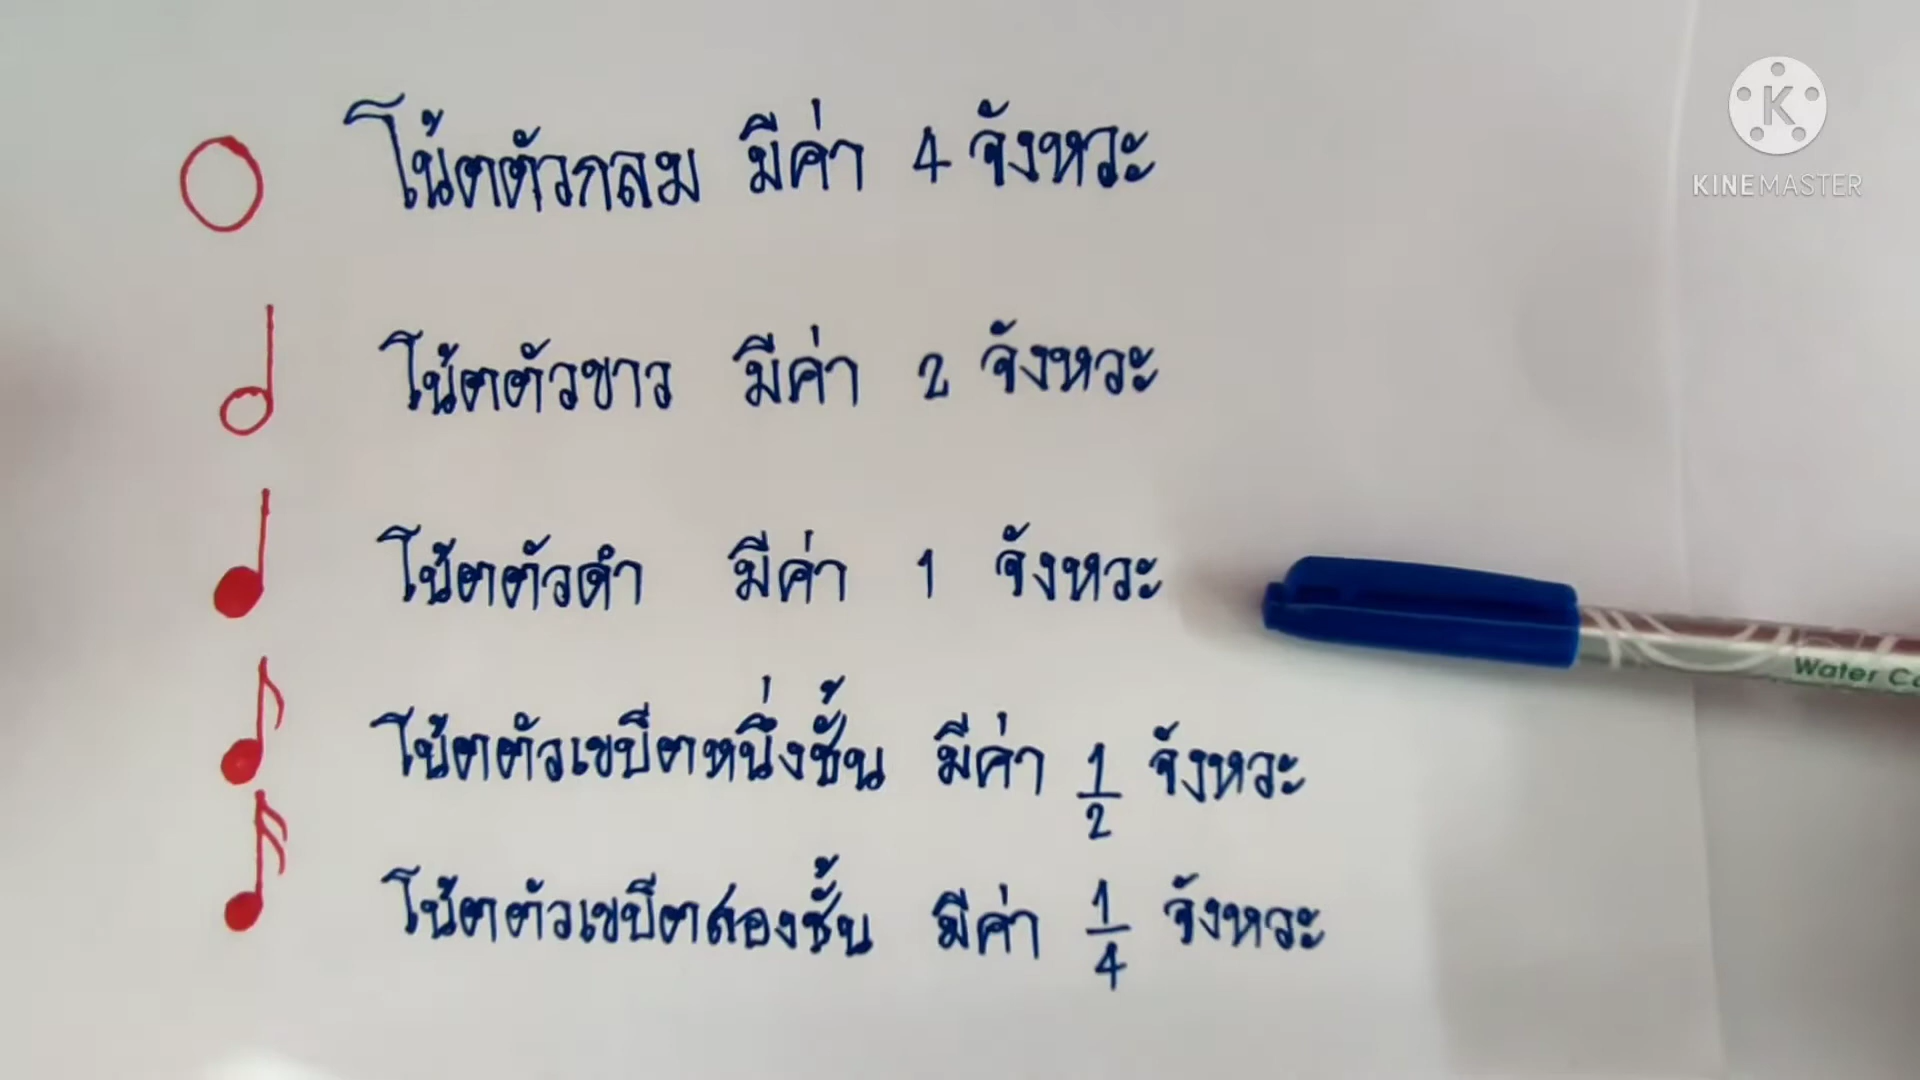 โน้ตตัวกลม มีค่า 4 จังหวะ
K
KINEMASTER
โน้ตตัวขาว มีค่า 2 จังหวะ
โน้ตตัวดำ มีค่า 1 จังหวะ
Water Co
โน้ตตัวเขบ็ตหนึ่งชั้น มีค่า 1/2 จังหวะ
โน้ตตัวเขบ็ตสองชั้น มีค่า 1/4 จังหวะ